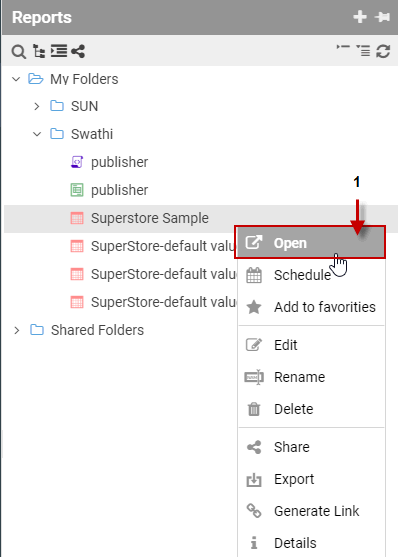 Reports
My Folders
SUN
Swathi
publisher
publisher
Superstore Sample
SuperStore-default valu
SuperStore-default valu
SuperStore-default valu
Shared Folders
1
Open
Schedule
Add to favorites
Edit
Rename
Delete
Share
Export
Generate Link
Details